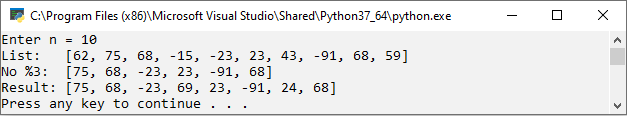 C:\Program Files (x86)\Microsoft Visual Studio\Shared\Python37_64\python.exe
Enter n = 10
List:   [62, 75, 68, -15, -23, 23, 43, -91, 68, 59]
No %3:  [75, 68, -23, 23, -91, 68]
Result: [75, 68, -23, 69, 23, -91, 24, 68]
Press any key to continue . . .